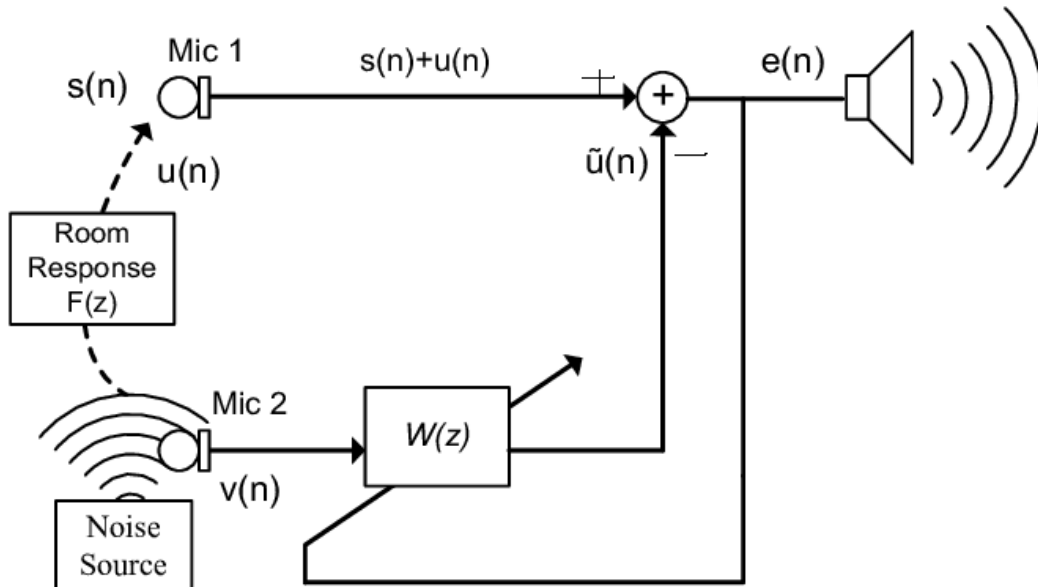 Mic 1
s(n)+u(n)
e(n)
s(n)
+
+
u(n)
ũ(n)
—
Room
Response
F(z)
Mic 2
W(z)
v(n)
Noise
Source